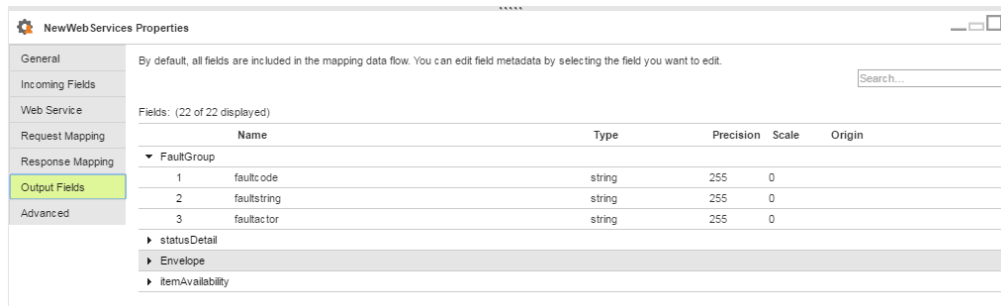 NewWebServices Properties
General
Incoming Fields
Web Service
Request Mapping
Response Mapping
Output Fields
Advanced
By default, all fields are included in the mapping data flow. You can edit field metadata by selecting the field you want to edit.
Search...
Fields: (22 of 22 displayed)
Name Type Precision Scale Origin
FaultGroup
1 faultcode string 255 0
2 faultstring string 255 0
3 faultactor string 255 0
statusDetail
Envelope
itemAvailability